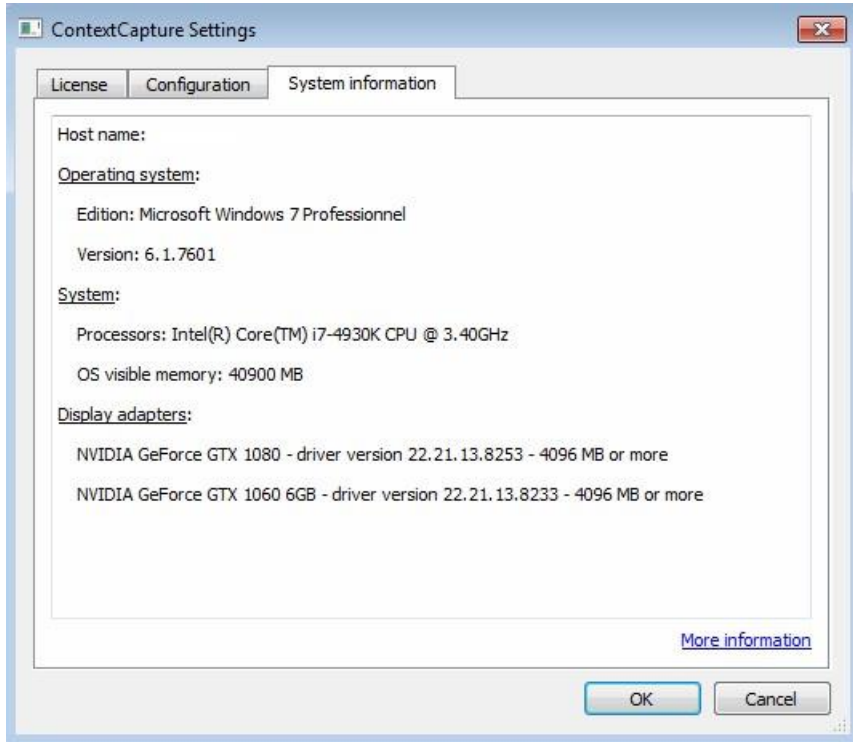 ContextCapture Settings
License Configuration System information
Host name:
Operating system:
Edition: Microsoft Windows 7 Professionnel
Version: 6.1.7601
System:
Processors: Intel(R) Core(TM) i7-4930K CPU @ 3.40GHz
OS visible memory: 40900 MB
Display adapters:
NVIDIA GeForce GTX 1080 - driver version 22.21.13.8253 - 4096 MB or more
NVIDIA GeForce GTX 1060 6GB - driver version 22.21.13.8233 - 4096 MB or more
More information
OK Cancel